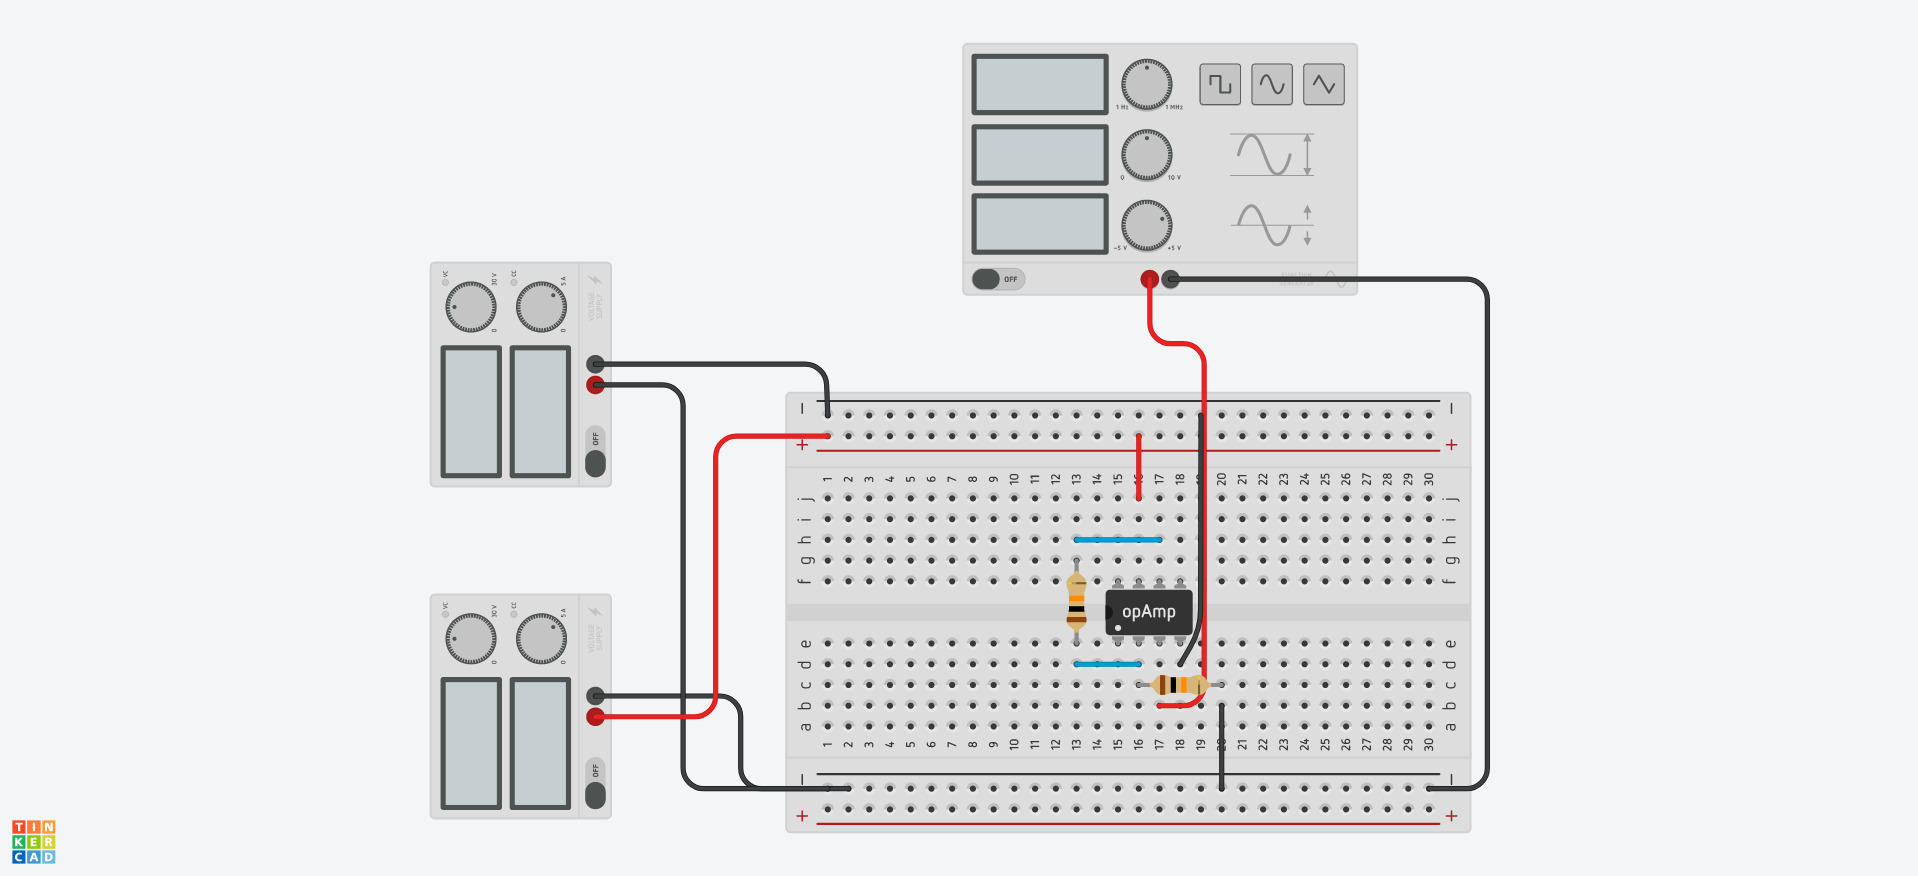 1 Hz 1 MHz
0 10 V
-5 V +5 V
OFF
FUNCTION
GENERATOR
VC 30 V 0 CC 5 A 0
VOLTAGE
SUPPLY
OFF
VC 30 V 0 CC 5 A 0
VOLTAGE
SUPPLY
OFF
− −
+ +
1 2 3 4 5 6 7 8 9 10 11 12 13 14 15 17 18 20 21 22 23 24 25 26 27 28 29 30
j j
i i
h h
g g
f f
opAmp
e e
d d
c c
b b
a a
1 2 3 4 5 6 7 8 9 10 11 12 13 14 15 16 17 18 19 21 22 23 24 25 26 27 28 29 30
− −
+ +
TIN
KER
CAD